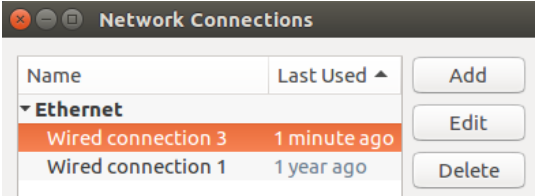 Network Connections
Name Last Used Add
Ethernet Edit
Wired connection 3 1 minute ago
Wired connection 1 1 year ago Delete